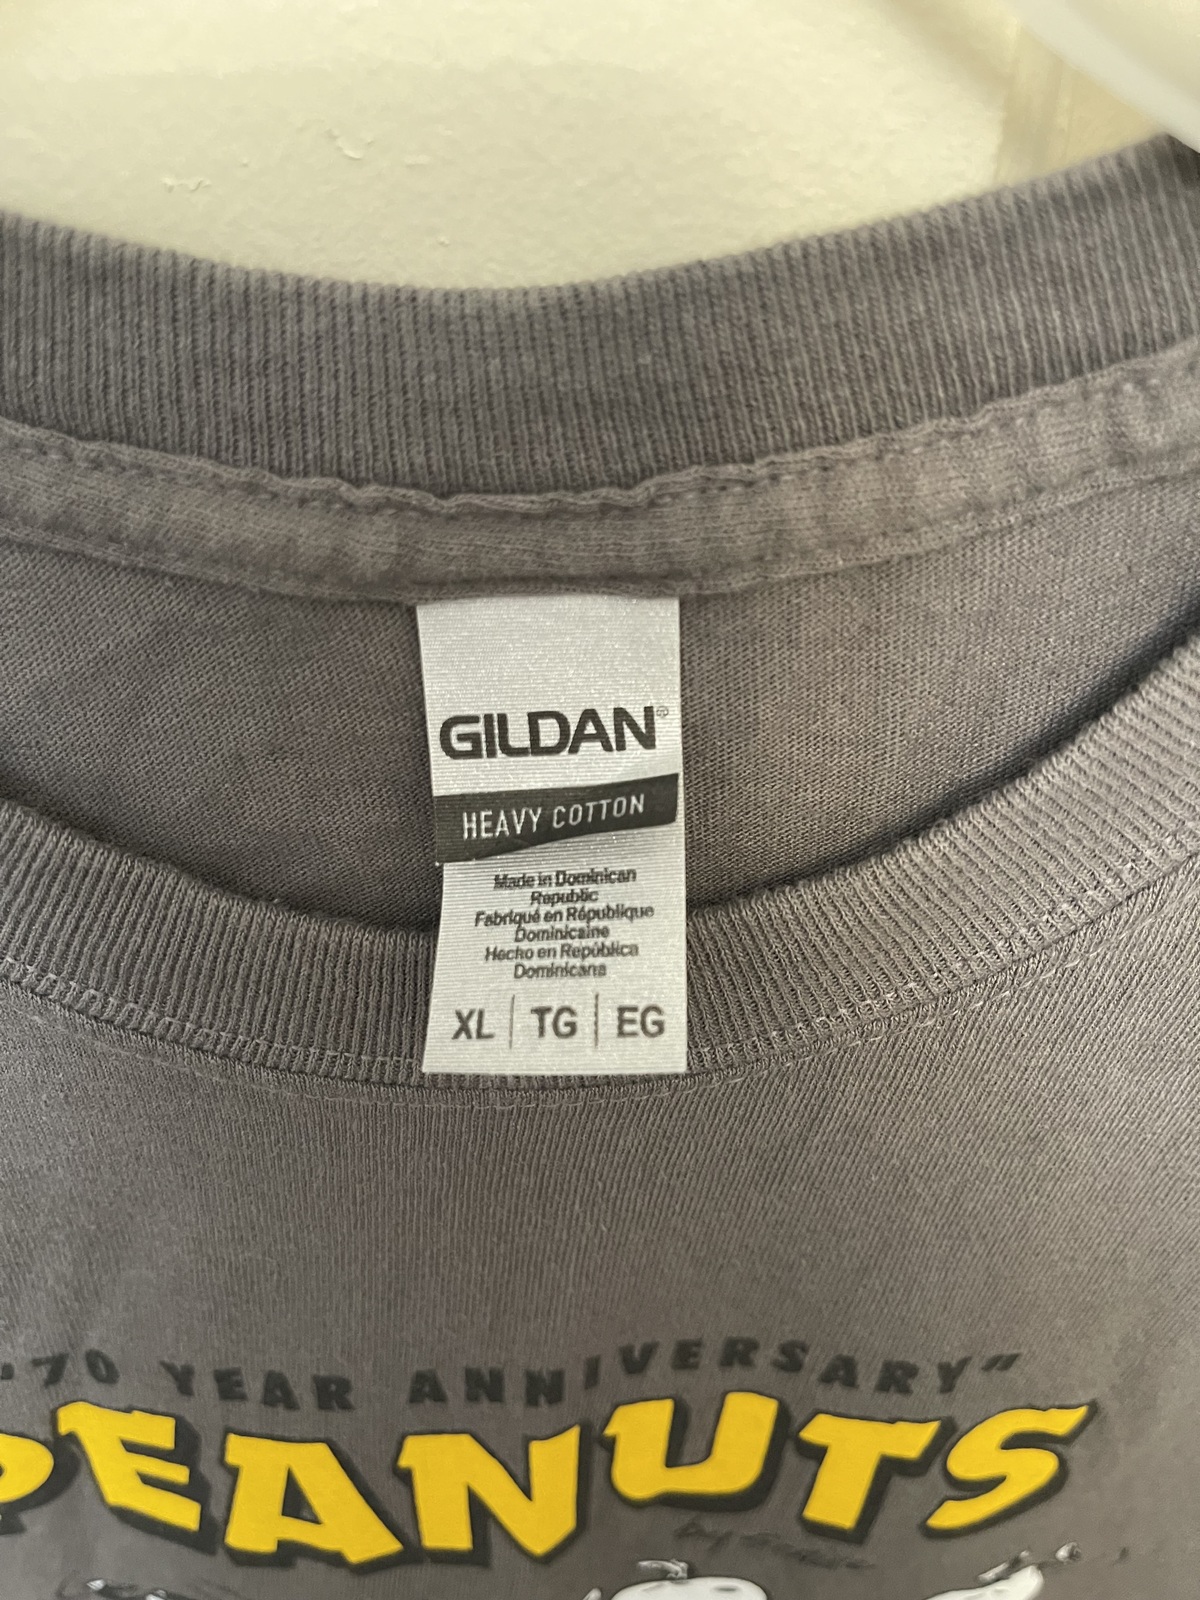 GILDAN®
HEAVY COTTON
Made in Dominican
Republic
Fabriqué en République
Dominicaine
Hecho en República
Dominicana
XL | TG | EG
"70 YEAR ANNIVERSARY"
PEANUTS
by